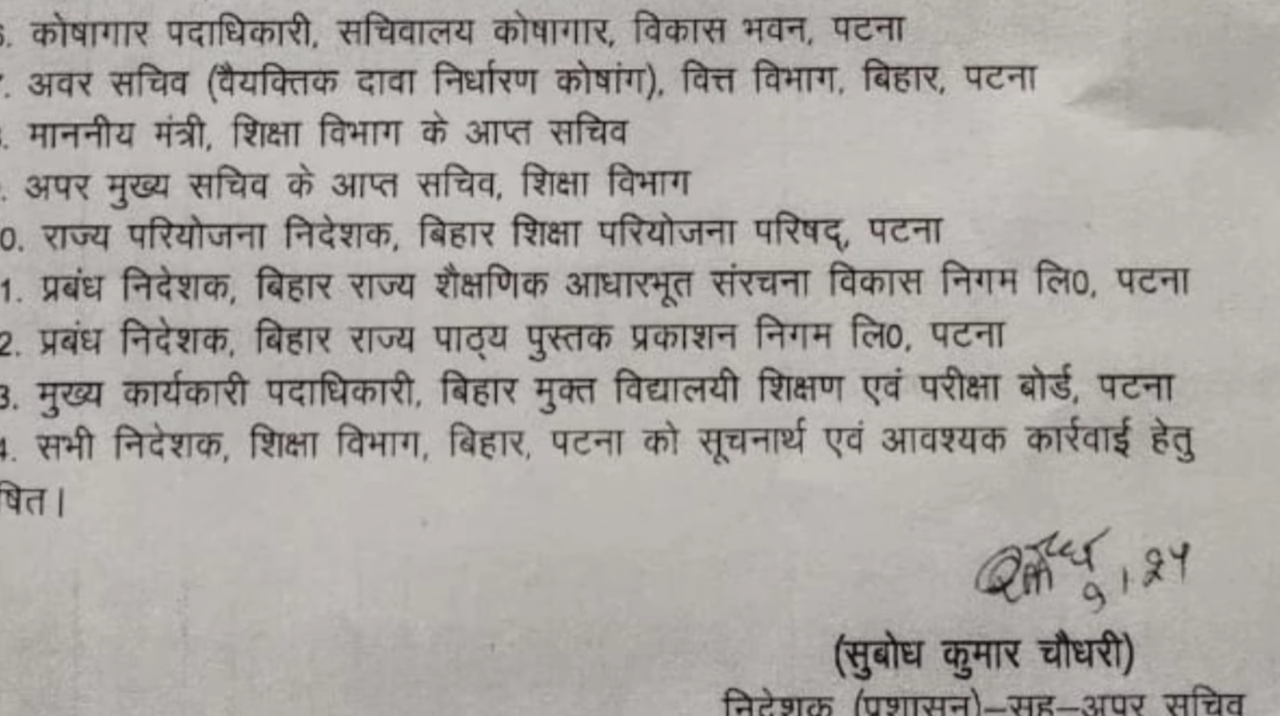 . कोषागार पदाधिकारी, सचिवालय कोषागार, विकास भवन, पटना
. अवर सचिव (वैयक्तिक दावा निर्धारण कोषांग), वित्त विभाग, बिहार, पटना
. माननीय मंत्री, शिक्षा विभाग के आप्त सचिव
. अपर मुख्य सचिव के आप्त सचिव, शिक्षा विभाग
0. राज्य परियोजना निदेशक, बिहार शिक्षा परियोजना परिषद्, पटना
1. प्रबंध निदेशक, बिहार राज्य शैक्षणिक आधारभूत संरचना विकास निगम लि0, पटना
2. प्रबंध निदेशक, बिहार राज्य पाठ्य पुस्तक प्रकाशन निगम लि0, पटना
3. मुख्य कार्यकारी पदाधिकारी, बिहार मुक्त विद्यालयी शिक्षण एवं परीक्षा बोर्ड, पटना
. सभी निदेशक, शिक्षा विभाग, बिहार, पटना को सूचनार्थ एवं आवश्यक कार्रवाई हेतु
षित।
(सुबोध कुमार चौधरी)
निदेशक (प्रशासन)–सह–अपर सचिव